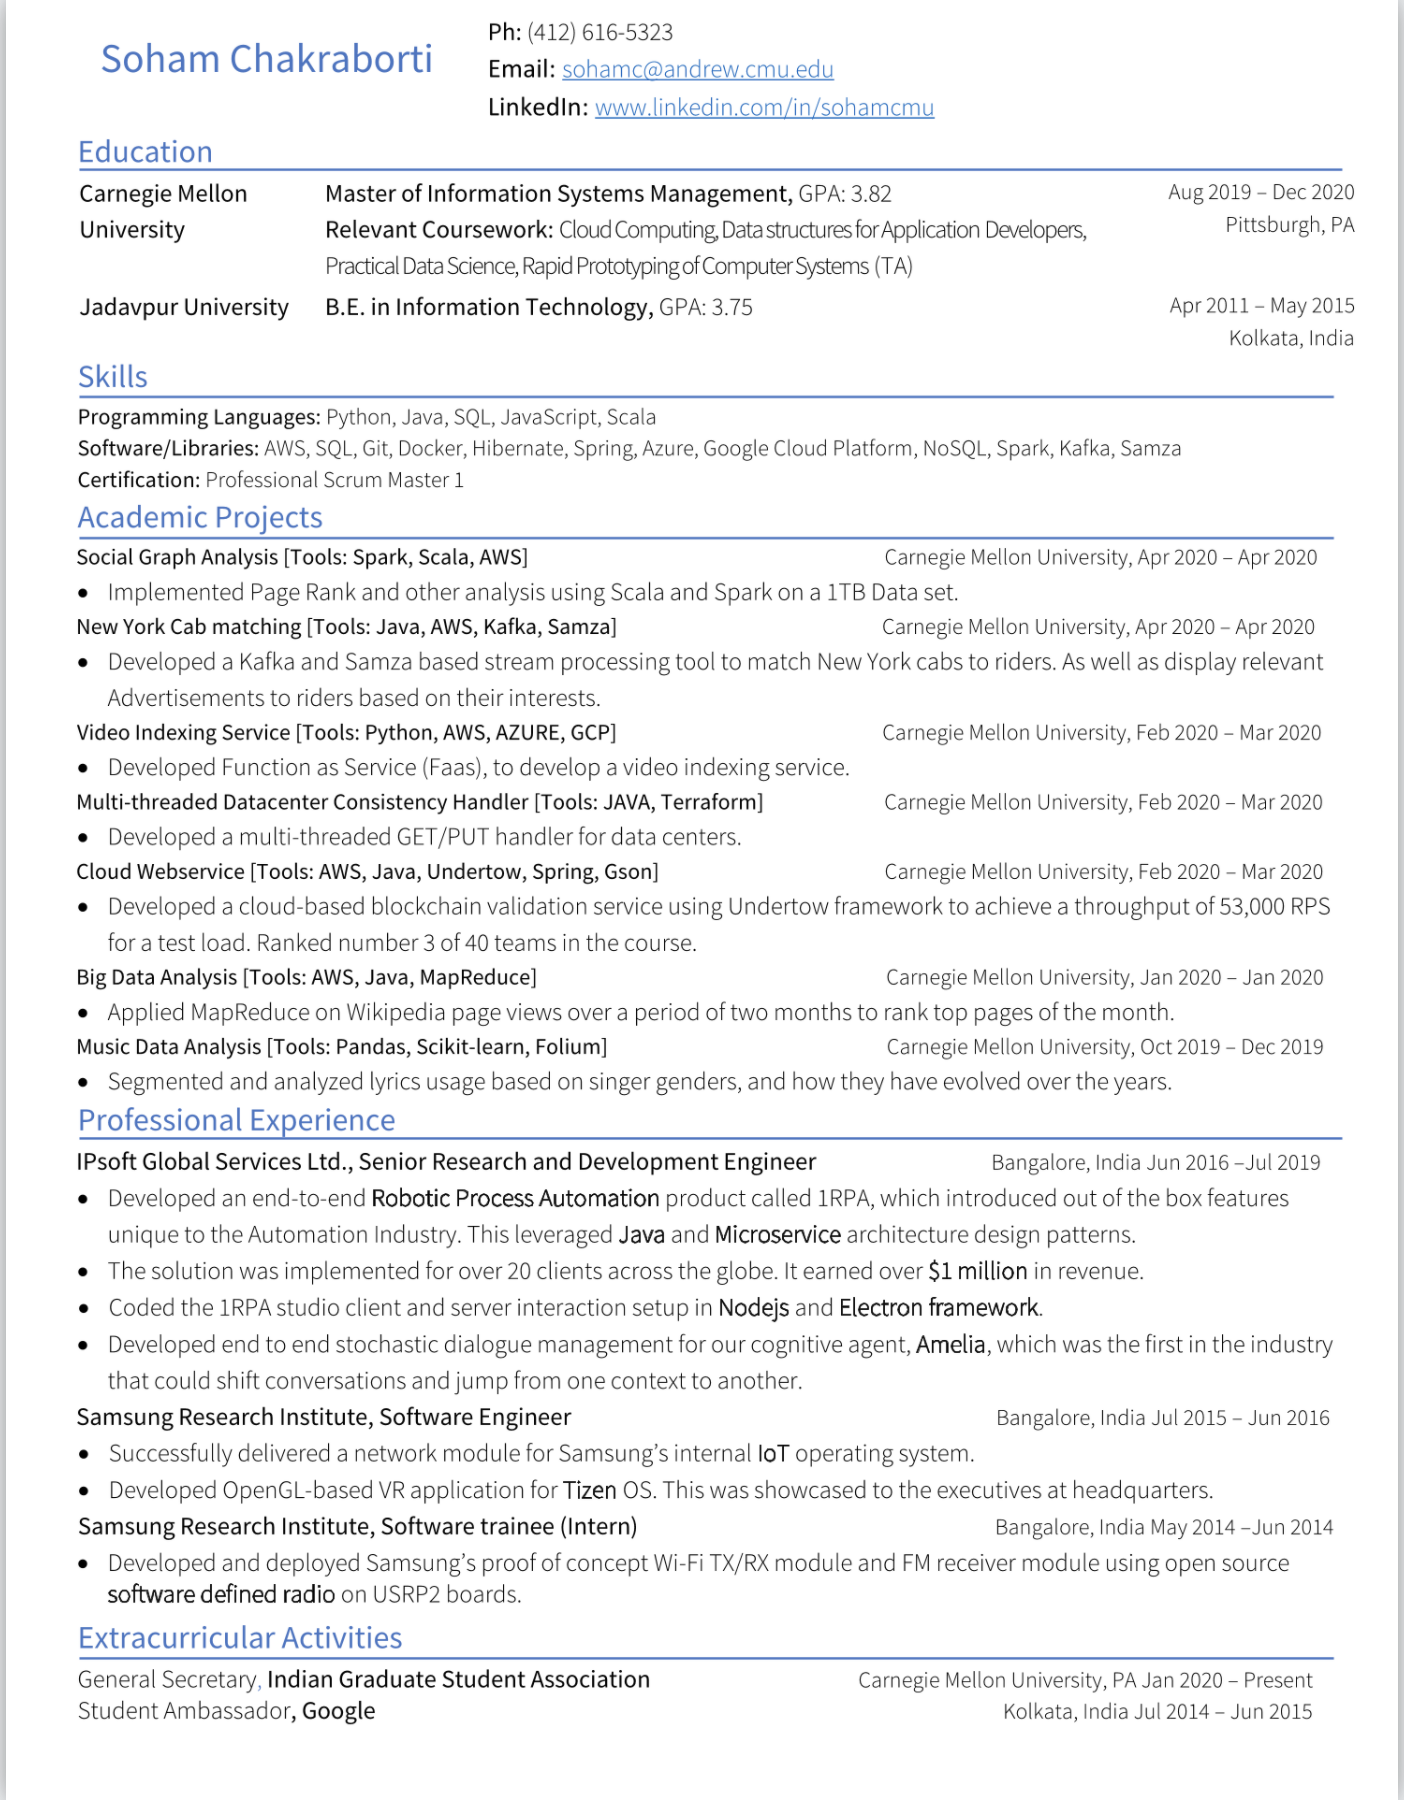 Soham Chakraborti
Ph: (412) 616-5323
Email: sohamc@andrew.cmu.edu
LinkedIn: www.linkedin.com/in/sohamcmu
Education
Carnegie Mellon University
Master of Information Systems Management, GPA: 3.82
Aug 2019 – Dec 2020
Relevant Coursework: Cloud Computing, Data structures for Application Developers,
Pittsburgh, PA
Practical Data Science, Rapid Prototyping of Computer Systems (TA)
Jadavpur University B.E. in Information Technology, GPA: 3.75 Apr 2011 – May 2015
Kolkata, India
Skills
Programming Languages: Python, Java, SQL, JavaScript, Scala
Software/Libraries: AWS, SQL, Git, Docker, Hibernate, Spring, Azure, Google Cloud Platform, NoSQL, Spark, Kafka, Samza
Certification: Professional Scrum Master 1
Academic Projects
Social Graph Analysis [Tools: Spark, Scala, AWS] Carnegie Mellon University, Apr 2020 – Apr 2020
• Implemented Page Rank and other analysis using Scala and Spark on a 1TB Data set.
New York Cab matching [Tools: Java, AWS, Kafka, Samza] Carnegie Mellon University, Apr 2020 – Apr 2020
• Developed a Kafka and Samza based stream processing tool to match New York cabs to riders. As well as display relevant
Advertisements to riders based on their interests.
Video Indexing Service [Tools: Python, AWS, AZURE, GCP] Carnegie Mellon University, Feb 2020 – Mar 2020
• Developed Function as Service (Faas), to develop a video indexing service.
Multi-threaded Datacenter Consistency Handler [Tools: JAVA, Terraform] Carnegie Mellon University, Feb 2020 – Mar 2020
• Developed a multi-threaded GET/PUT handler for data centers.
Cloud Webservice [Tools: AWS, Java, Undertow, Spring, Gson] Carnegie Mellon University, Feb 2020 – Mar 2020
• Developed a cloud-based blockchain validation service using Undertow framework to achieve a throughput of 53,000 RPS
for a test load. Ranked number 3 of 40 teams in the course.
Big Data Analysis [Tools: AWS, Java, MapReduce] Carnegie Mellon University, Jan 2020 – Jan 2020
• Applied MapReduce on Wikipedia page views over a period of two months to rank top pages of the month.
Music Data Analysis [Tools: Pandas, Scikit-learn, Folium] Carnegie Mellon University, Oct 2019 – Dec 2019
• Segmented and analyzed lyrics usage based on singer genders, and how they have evolved over the years.
Professional Experience
IPsoft Global Services Ltd., Senior Research and Development Engineer Bangalore, India Jun 2016 –Jul 2019
• Developed an end-to-end Robotic Process Automation product called 1RPA, which introduced out of the box features
unique to the Automation Industry. This leveraged Java and Microservice architecture design patterns.
• The solution was implemented for over 20 clients across the globe. It earned over $1 million in revenue.
• Coded the 1RPA studio client and server interaction setup in Nodejs and Electron framework.
• Developed end to end stochastic dialogue management for our cognitive agent, Amelia, which was the first in the industry
that could shift conversations and jump from one context to another.
Samsung Research Institute, Software Engineer Bangalore, India Jul 2015 – Jun 2016
• Successfully delivered a network module for Samsung’s internal IoT operating system.
• Developed OpenGL-based VR application for Tizen OS. This was showcased to the executives at headquarters.
Samsung Research Institute, Software trainee (Intern) Bangalore, India May 2014 –Jun 2014
• Developed and deployed Samsung’s proof of concept Wi-Fi TX/RX module and FM receiver module using open source
software defined radio on USRP2 boards.
Extracurricular Activities
General Secretary, Indian Graduate Student Association Carnegie Mellon University, PA Jan 2020 – Present
Student Ambassador, Google Kolkata, India Jul 2014 – Jun 2015